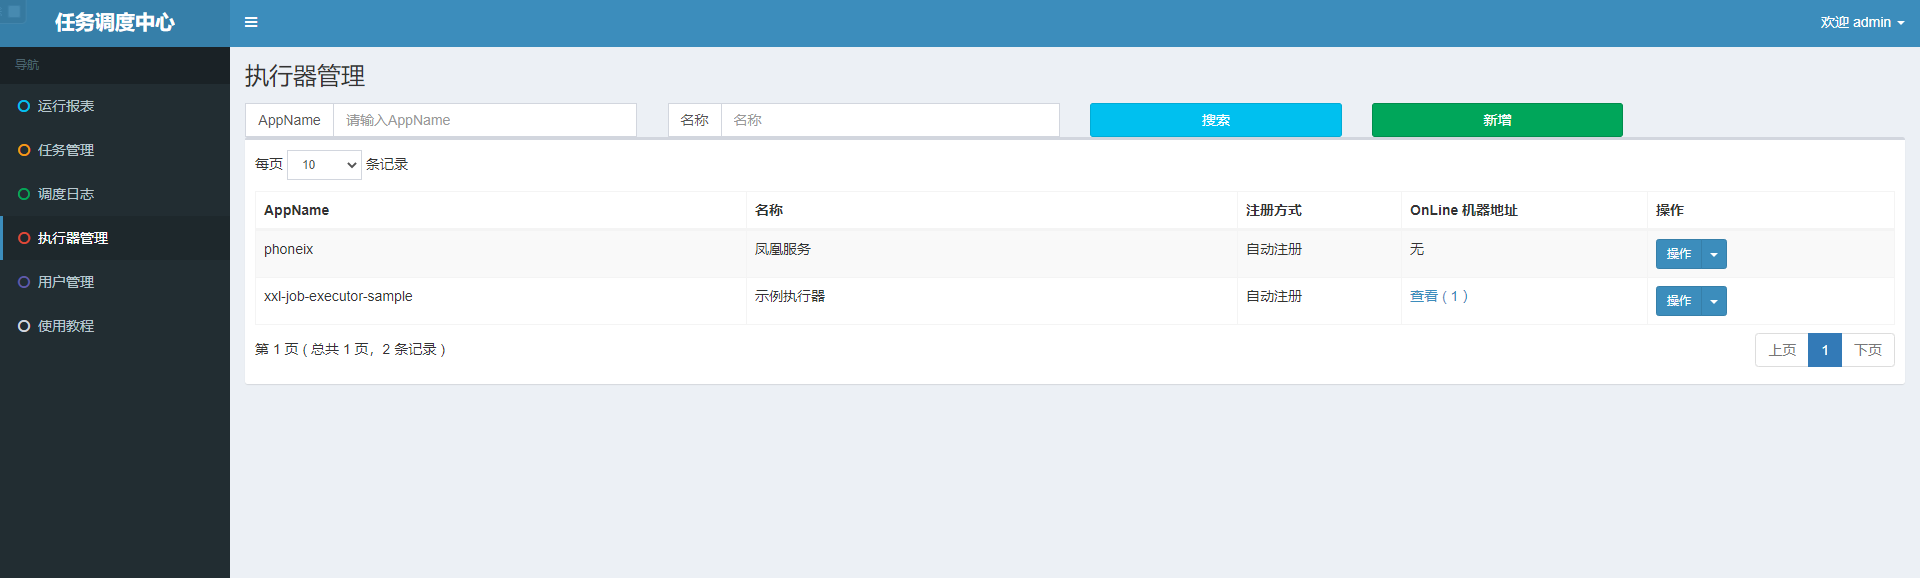 任务调度中心
欢迎 admin
导航
运行报表
任务管理
调度日志
执行器管理
用户管理
使用教程
执行器管理
AppName 请输入AppName 名称 名称 搜索 新增
每页 10 条记录
AppName 名称 注册方式 OnLine 机器地址 操作
phoneix 凤凰服务 自动注册 无 操作
xxl-job-executor-sample 示例执行器 自动注册 查看 ( 1 ) 操作
第 1 页 ( 总共 1 页，2 条记录 ) 上页 1 下页